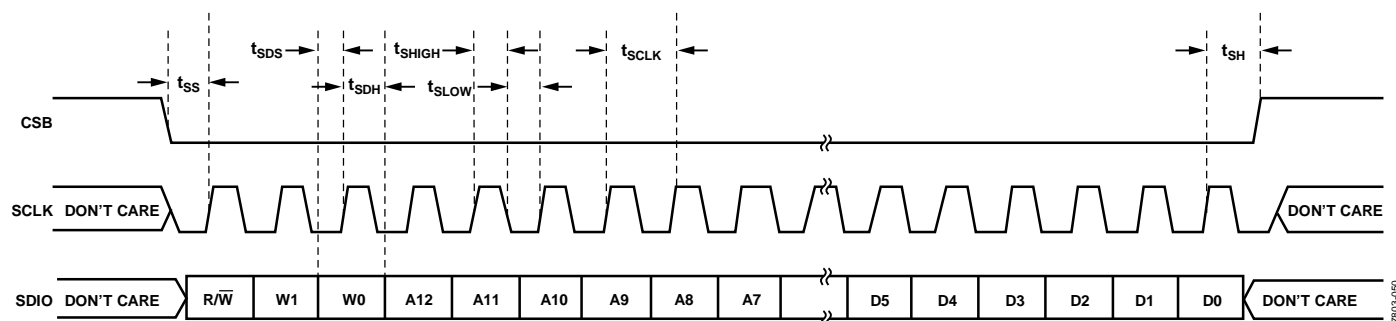 tSDS
tSHIGH
tSCLK
tSH
tSS
tSDH
tSLOW
CSB
SCLK DON'T CARE
DON'T CARE
SDIO DON'T CARE R/W̅ W1 W0 A12 A11 A10 A9 A8 A7 D5 D4 D3 D2 D1 D0 DON'T CARE